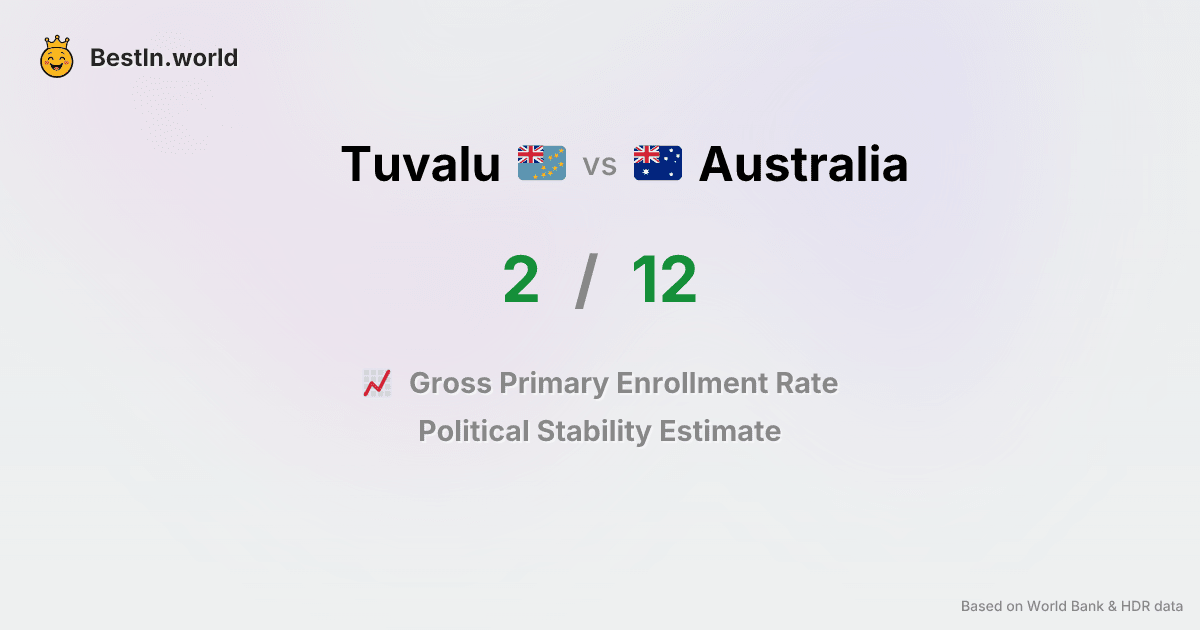 BestIn.world
Tuvalu vs Australia
2 / 12
Gross Primary Enrollment Rate
Political Stability Estimate
Based on World Bank & HDR data